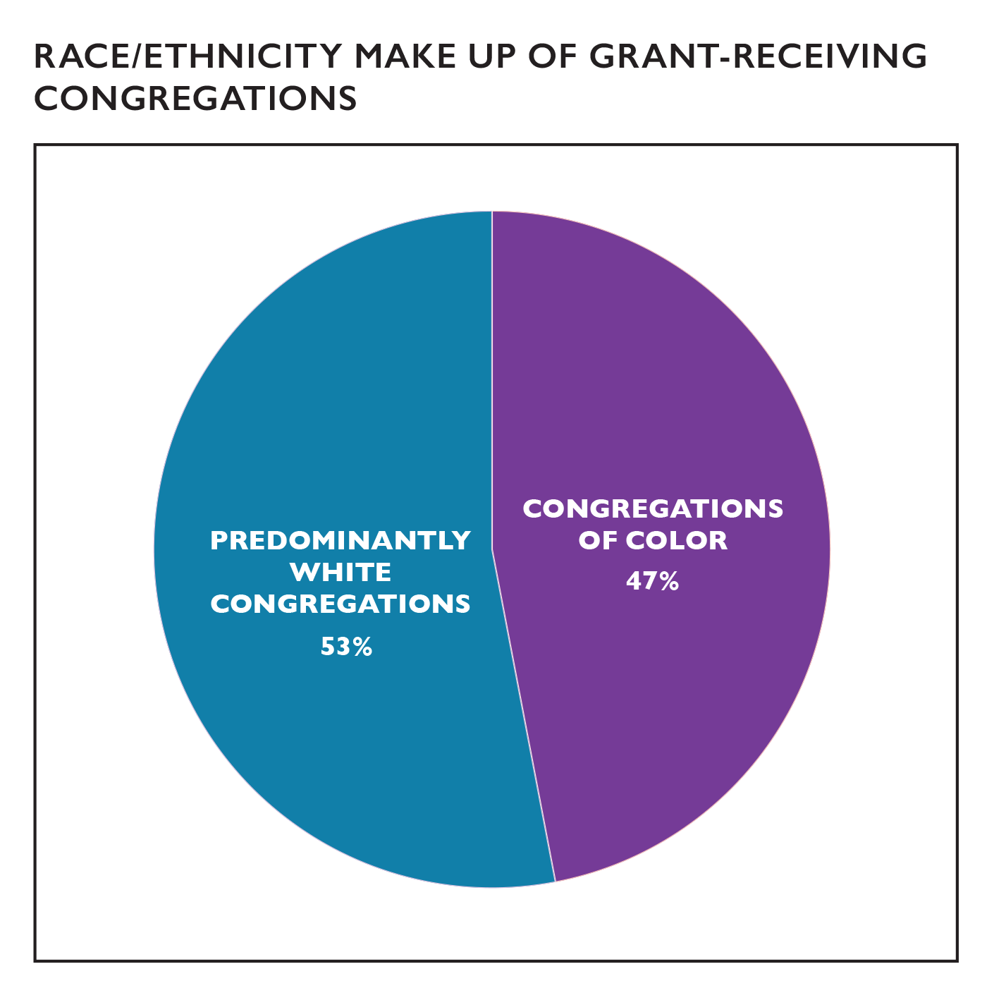 RACE/ETHNICITY MAKE UP OF GRANT-RECEIVING
CONGREGATIONS
PREDOMINANTLY
WHITE
CONGREGATIONS
53%
CONGREGATIONS
OF COLOR
47%